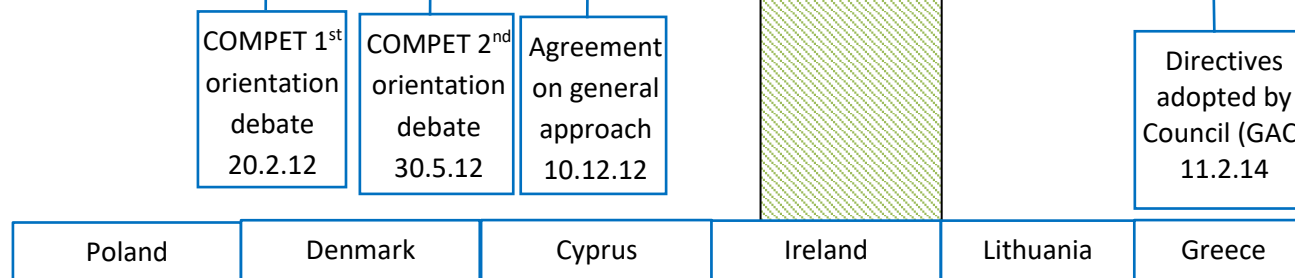 COMPET 1st
orientation
debate
20.2.12
COMPET 2nd
orientation
debate
30.5.12
Agreement
on general
approach
10.12.12
Directives
adopted by
Council (GAC
11.2.14
Poland
Denmark
Cyprus
Ireland
Lithuania
Greece